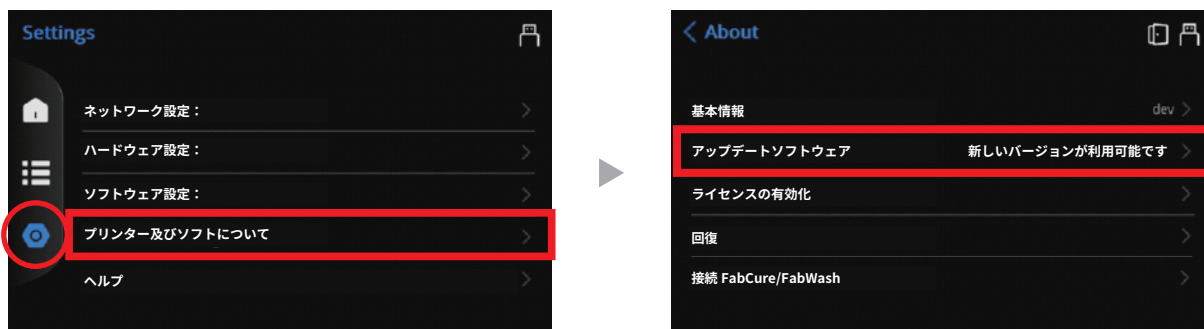 Settings
ネットワーク設定：
ハードウェア設定：
ソフトウェア設定：
プリンター及びソフトについて
ヘルプ
About
基本情報 dev
アップデートソフトウェア 新しいバージョンが利用可能です
ライセンスの有効化
回復
接続 FabCure/FabWash